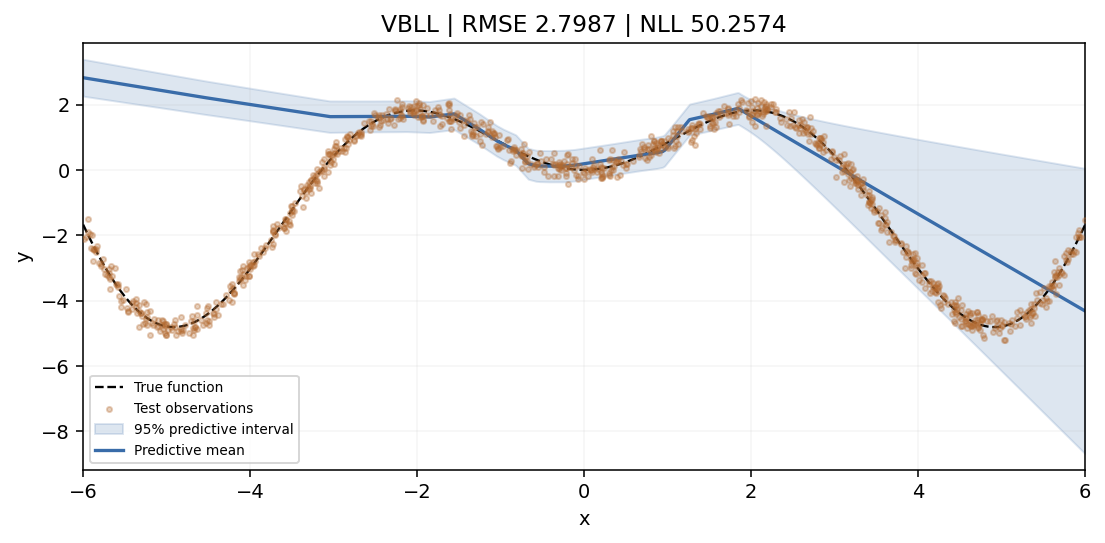 VBLL | RMSE 2.7987 | NLL 50.2574
y
2
0
−2
−4
−6
−8
True function
Test observations
95% predictive interval
Predictive mean
−6 −4 −2 0 2 4 6
x